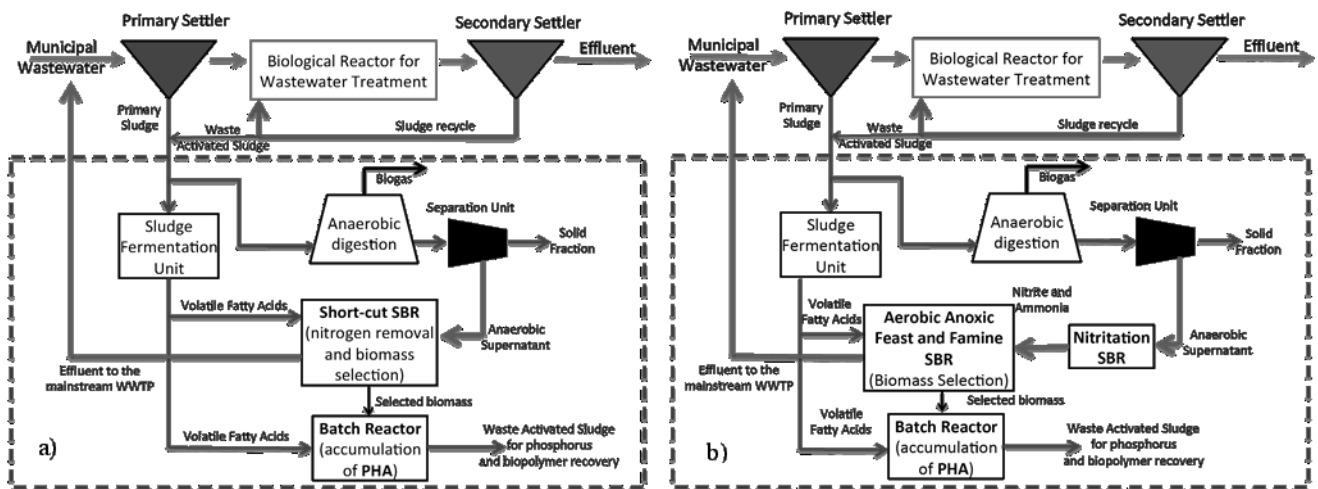 Primary Settler
Secondary Settler
Municipal
Wastewater
Biological Reactor for
Wastewater Treatment
Effluent
Primary
Sludge
Waste
Activated Sludge
Sludge recycle
Biogas
Anaerobic
digestion
Separation Unit
Solid
Fraction
Sludge
Fermentation
Unit
Volatile Fatty Acids
Short-cut SBR
(nitrogen removal
and biomass
selection)
Anaerobic
Supernatant
Effluent to the
mainstream WWTP
Selected biomass
a)
Volatile Fatty Acids
Batch Reactor
(accumulation
of PHA)
Waste Activated Sludge
for phosphorus
and biopolymer recovery
Primary Settler
Secondary Settler
Municipal
Wastewater
Biological Reactor for
Wastewater Treatment
Effluent
Primary
Sludge
Waste
Activated Sludge
Sludge recycle
Biogas
Anaerobic
digestion
Separation Unit
Solid
Fraction
Sludge
Fermentation
Unit
Volatile
Fatty Acids
Nitrite and
Ammonia
Aerobic Anoxic
Feast and Famine
SBR
(Biomass Selection)
Nitritation
SBR
Anaerobic
Supernatant
Effluent to the
mainstream WWTP
Selected biomass
b)
Volatile
Fatty Acids
Batch Reactor
(accumulation
of PHA)
Waste Activated Sludge
for phosphorus
and biopolymer recovery